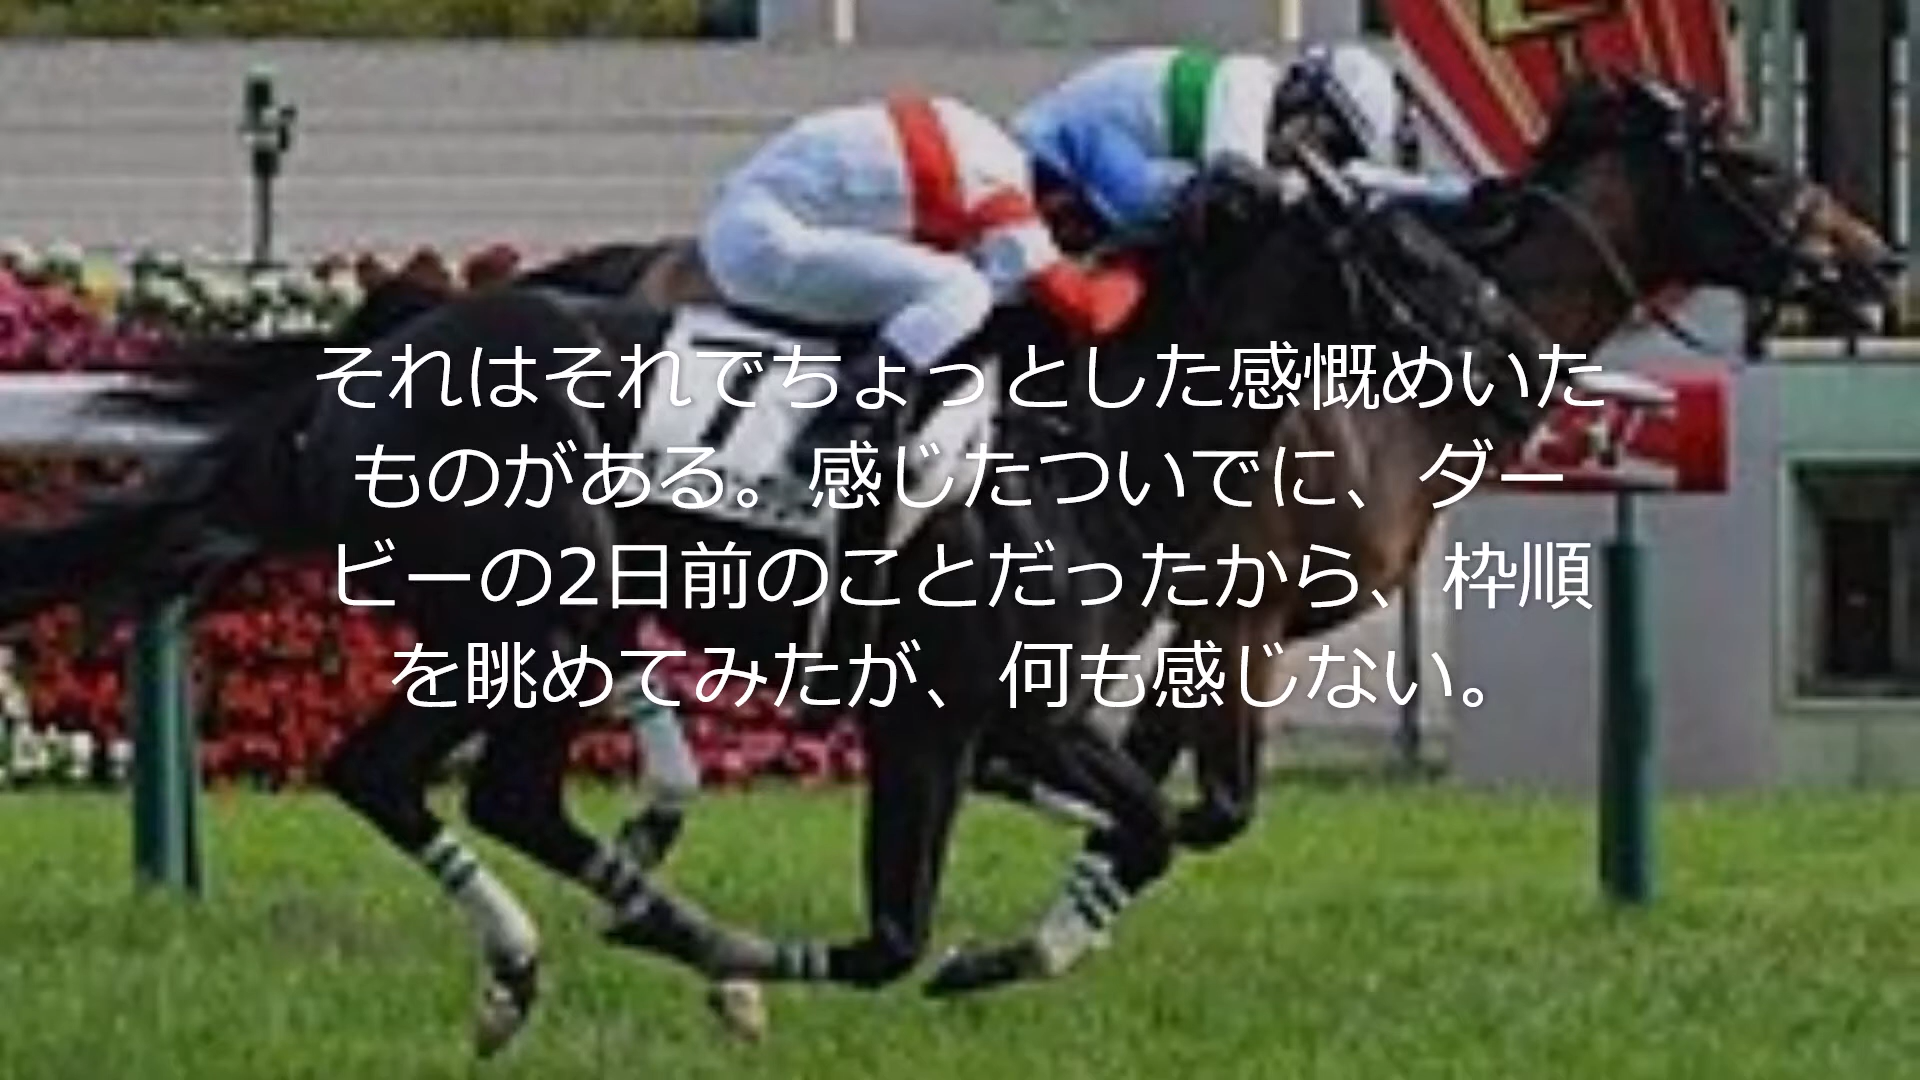 それはそれでちょっとした感慨めいた
ものがある。感じたついでに、ダー
ビーの2日前のことだったから、枠順
を眺めてみたが、何も感じない。